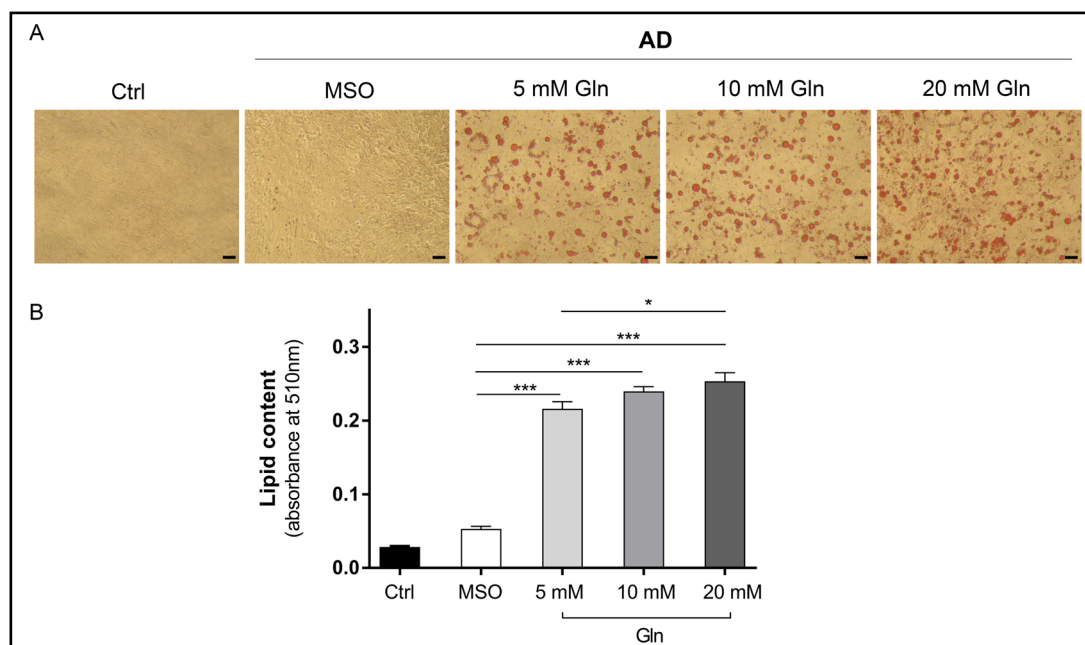 A
AD
Ctrl
MSO
5 mM Gln
10 mM Gln
20 mM Gln
B
Lipid content
(absorbance at 510nm)
0.3
0.2
0.1
0.0
*
***
***
***
Ctrl
MSO
5 mM
10 mM
20 mM
Gln